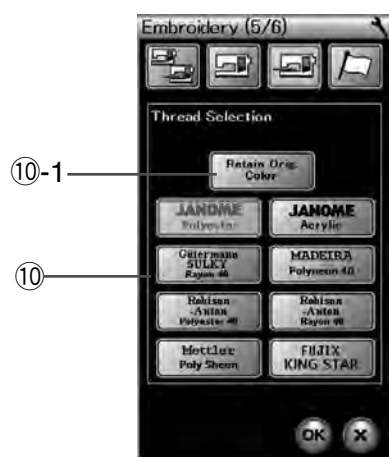 Embroidery (5/6)
Thread Selection
⑩-1
Retain Orig.
Color
JANOME
Polyester
JANOME
Acrylic
⑩
Gutermann
SULKY
Rayon 40
MADEIRA
Polyneon 40
Robison
-Anton
Polyester 40
Robison
-Anton
Rayon 40
Mettler
Poly Sheen
FUJIX
KING STAR
OK
X